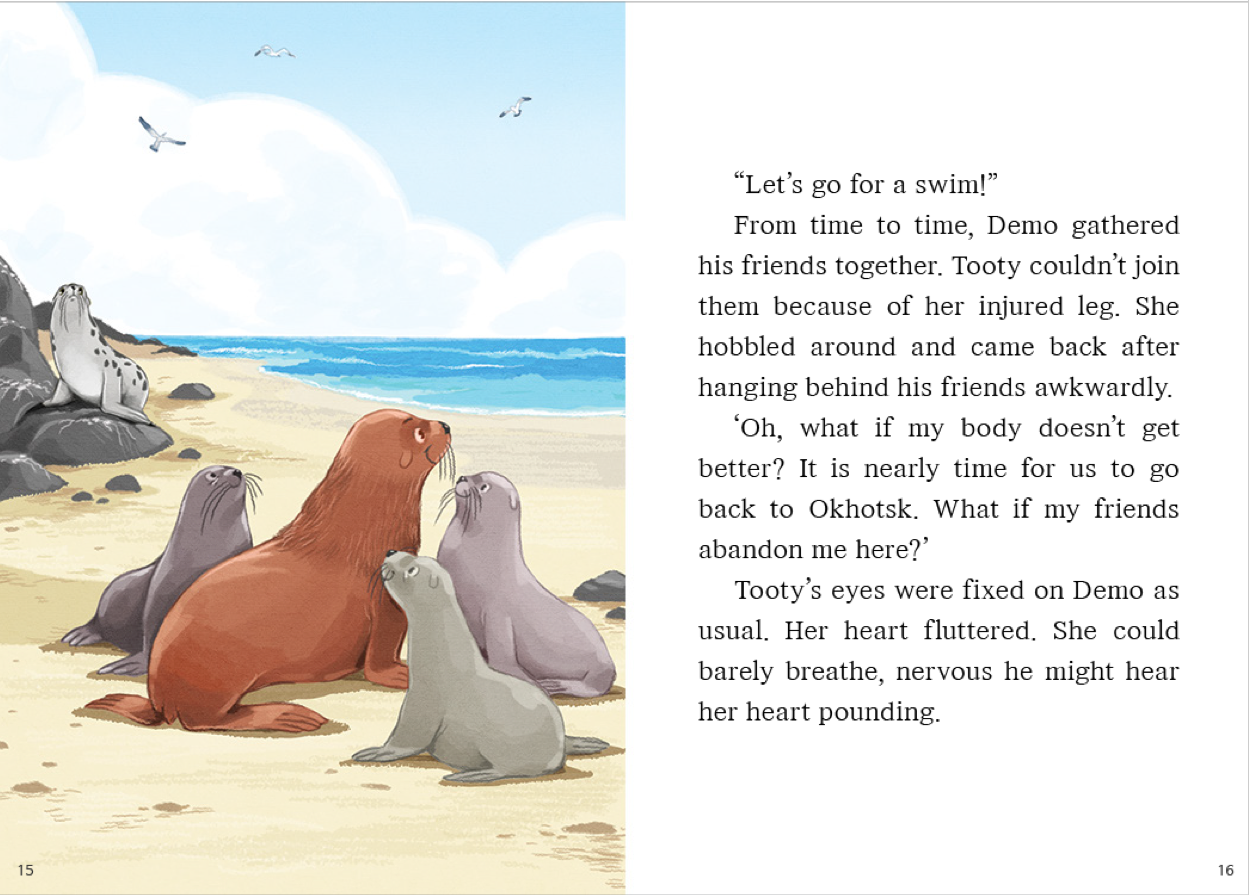 “Let’s go for a swim!”
From time to time, Demo gathered
his friends together. Tooty couldn’t join
them because of her injured leg. She
hobbled around and came back after
hanging behind his friends awkwardly.
‘Oh, what if my body doesn’t get
better? It is nearly time for us to go
back to Okhotsk. What if my friends
abandon me here?’
Tooty’s eyes were fixed on Demo as
usual. Her heart fluttered. She could
barely breathe, nervous he might hear
her heart pounding.
15
16